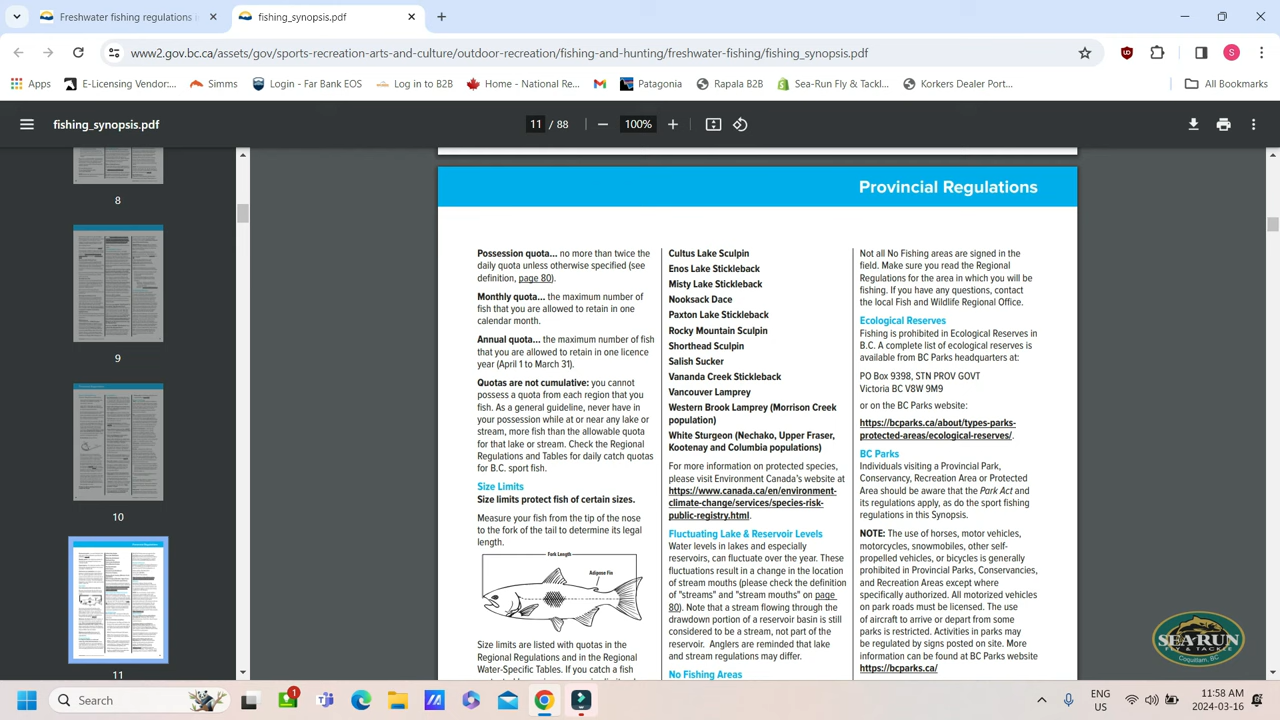 Freshwater fishing regulations
fishing_synopsis.pdf
www2.gov.bc.ca/assets/gov/sports-recreation-arts-and-culture/outdoor-recreation/fishing-and-hunting/freshwater-fishing/fishing_synopsis.pdf
S
Apps
E-Licensing Vendor:...
Simms
Login - Far Bank EOS
Log in to B2B
Home - National Re...
Patagonia
Rapala B2B
Sea-Run Fly & Tackl...
Korkers Dealer Port...
All Bookmarks
fishing_synopsis.pdf
11 / 88
100%
8
9
10
11
Provincial Regulations
Possession quota... no more than twice the
daily quota unless otherwise specified (see
definition, page 80).
Monthly quota... the maximum number of
fish that you are allowed to retain in one
calendar month.
Annual quota... the maximum number of fish
that you are allowed to retain in one licence
year (April 1 to March 31).
Quotas are not cumulative: you cannot
possess a quota from each region that you
fish. As a general guideline, never have in
your possession while at or near any lake or
stream, more fish than the allowable quota
for that lake or stream. Check the Regional
Regulations and Tables for daily catch quotas
for B.C. sport fish.
Size Limits
Size limits protect fish of certain sizes.
Measure your fish from the tip of the nose
to the fork of the tail to determine its legal
length.
Fork Length
Adipose Fin
Size limits are listed with quotas in the
Regional Regulations and in the Regional
Water-Specific Tables. If you catch a fish
Cultus Lake Sculpin
Enos Lake Stickleback
Misty Lake Stickleback
Nooksack Dace
Paxton Lake Stickleback
Rocky Mountain Sculpin
Shorthead Sculpin
Salish Sucker
Vananda Creek Stickleback
Vancouver Lamprey
Western Brook Lamprey (Morrison Creek
population)
White Sturgeon (Nechako, Upper Fraser,
Kootenay and Columbia populations)
For more information on protected species,
please visit Environment Canada's website at
https://www.canada.ca/en/environment-
climate-change/services/species-risk-
public-registry.html.
Fluctuating Lake & Reservoir Levels
Water levels in lakes and especially
reservoirs, can fluctuate over the year. These
fluctuations result in a change in the location
of stream mouths (please check the definition
of "streams" and "stream mouths" on page
80). Note that a stream flowing through the
drawdown portion of a reservoir basin is still
considered to be a stream, not part of the
reservoir. Anglers are reminded that lake
and stream regulations may differ.
No Fishing Areas
Not all No Fishing areas are signed in the
field. Make sure you read the Regional
Regulations for the area in which you will be
fishing. If you have any questions, contact
the local Fish and Wildlife Regional Office.
Ecological Reserves
Fishing is prohibited in Ecological Reserves in
B.C. A complete list of ecological reserves is
available from BC Parks headquarters at:
PO Box 9398, STN PROV GOVT
Victoria BC V8W 9M9
or on the BC Parks website:
https://bcparks.ca/about/types-parks-
protected-areas/ecological-reserves/.
BC Parks
Individuals visiting a Provincial Park,
Conservancy, Recreation Area or Protected
Area should be aware that the Park Act and
its regulations apply, as do the sport fishing
regulations in this Synopsis.
NOTE: The use of horses, motor vehicles,
motorcycles, snowmobiles, other self-
propelled vehicles, or bicycles is generally
prohibited in Provincial Parks, Conservancies,
and Recreation Areas except where
specifically authorized. All motorized vehicles
on park roads must be licensed. The use
of aircraft to arrive or depart from some
parks is restricted. Activities in parks may
be regulated by signs posted on site. More
information can be found at BC Parks website
https://bcparks.ca/
SEA-RUN
FLY & TACKLE
Coquitlam, BC
Search
1
ENG
US
11:58 AM
2024-03-16